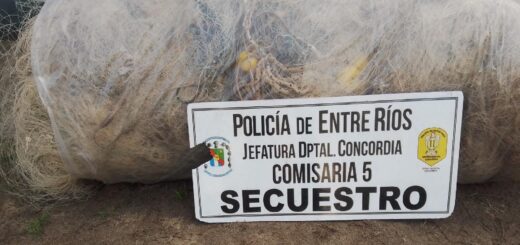 POLICÍA DE ENTRE RÍOS
JEFATURA DPTAL. CONCORDIA
COMISARIA 5
SECUESTRO